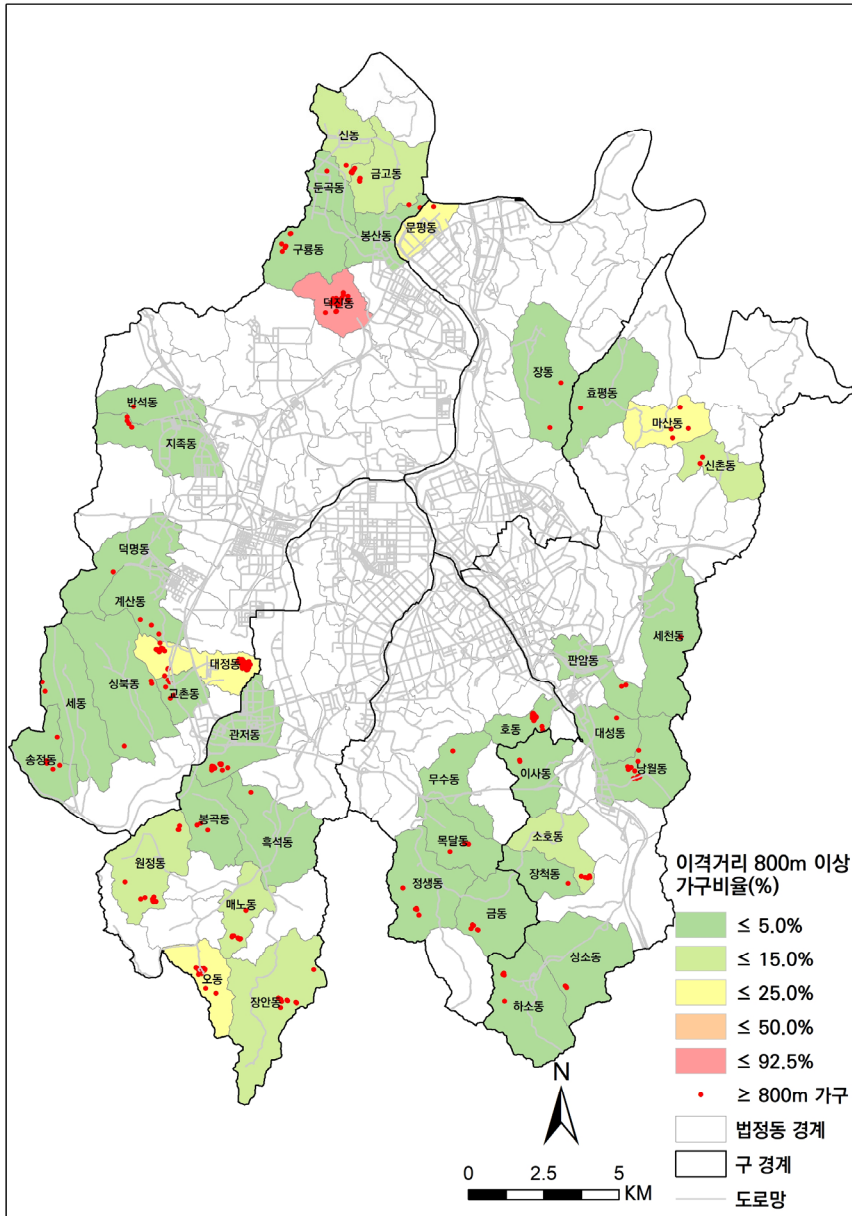 신동
금고동
둔곡동
문평동
봉산동
구룡동
덕진동
장동
효평동
반석동
마산동
지족동
신촌동
덕명동
계산동
세천동
판암동
대정동
싱북동
교촌동
세동
대성동
호동
관저동
송정동
남월동
이사동
무수동
봉곡동
소호동
목달동
흑석동
원정동
장척동
정생동
매노동
금동
싱소동
오동
장안동
하소동
이격거리 800m 이상
가구비율(%)
≤ 5.0%
≤ 15.0%
≤ 25.0%
≤ 50.0%
≤ 92.5%
≥ 800m 가구
법정동 경계
구 경계
도로망
N
0 2.5 5
KM